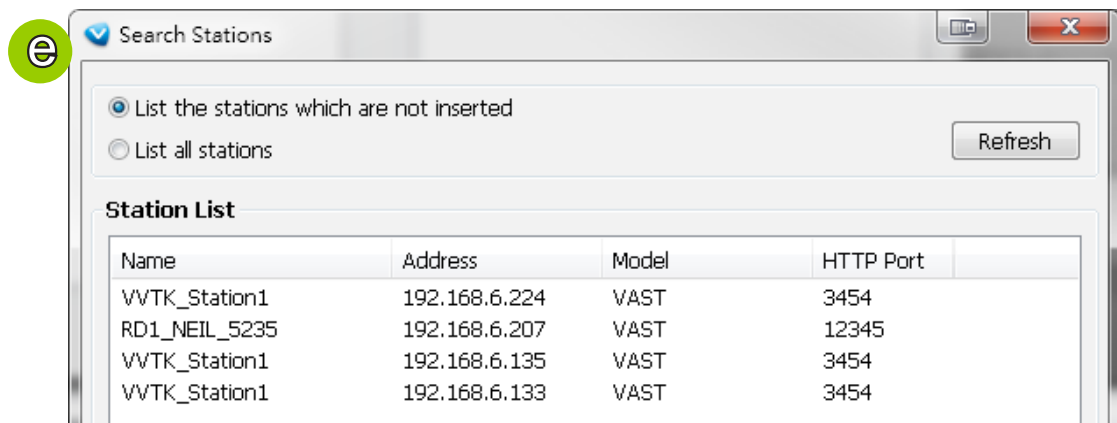 e
Search Stations
List the stations which are not inserted
List all stations
Refresh
Station List
Name Address Model HTTP Port
VVTK_Station1 192.168.6.224 VAST 3454
RD1_NEIL_5235 192.168.6.207 VAST 12345
VVTK_Station1 192.168.6.135 VAST 3454
VVTK_Station1 192.168.6.133 VAST 3454